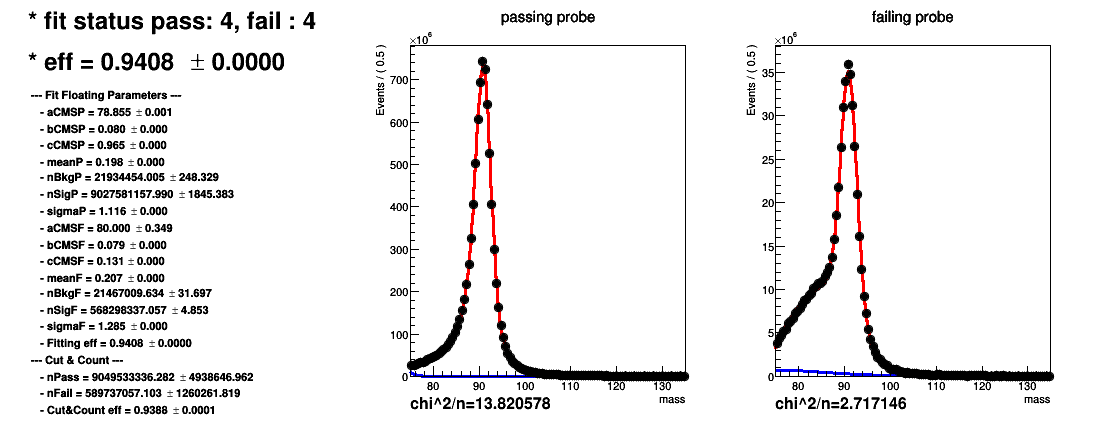 * fit status pass: 4, fail : 4
* eff = 0.9408 ± 0.0000
--- Fit Floating Parameters ---
- aCMSP = 78.855 ± 0.001
- bCMSP = 0.080 ± 0.000
- cCMSP = 0.965 ± 0.000
- meanP = 0.198 ± 0.000
- nBkgP = 21934454.005 ± 248.329
- nSigP = 9027581157.990 ± 1845.383
- sigmaP = 1.116 ± 0.000
- aCMSF = 80.000 ± 0.349
- bCMSF = 0.079 ± 0.000
- cCMSF = 0.131 ± 0.000
- meanF = 0.207 ± 0.000
- nBkgF = 21467009.634 ± 31.697
- nSigF = 568298337.057 ± 4.853
- sigmaF = 1.285 ± 0.000
- Fitting eff = 0.9408 ± 0.0000
--- Cut & Count ---
- nPass = 9049533336.282 ± 4938646.962
- nFail = 589737057.103 ± 1260261.819
- Cut&Count eff = 0.9388 ± 0.0001
passing probe
×10^6
Events / ( 0.5 )
700
600
500
400
300
200
100
0
80 90 100 110 120 130
mass
chi^2/n=13.820578
failing probe
×10^6
Events / ( 0.5 )
35
30
25
20
15
10
5
0
80 90 100 110 120 130
mass
chi^2/n=2.717146